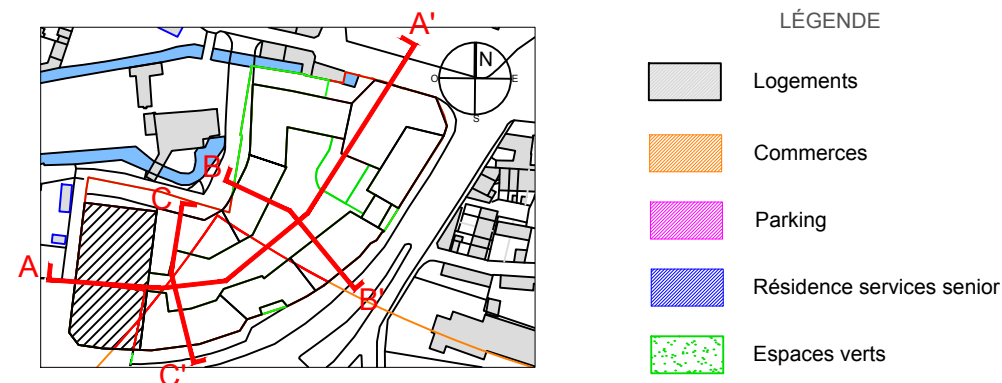 A'
N
O
E
S
B
C
A
B'
C'
LÉGENDE
Logements
Commerces
Parking
Résidence services senior
Espaces verts